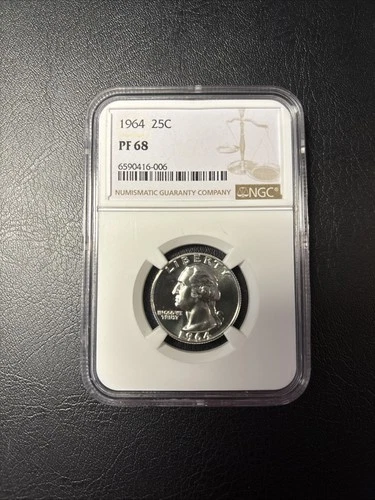 1964 25C
PF 68
6590416-006
NUMISMATIC GUARANTY COMPANY
NGC®
LIBERTY
IN GOD WE
TRUST
1964